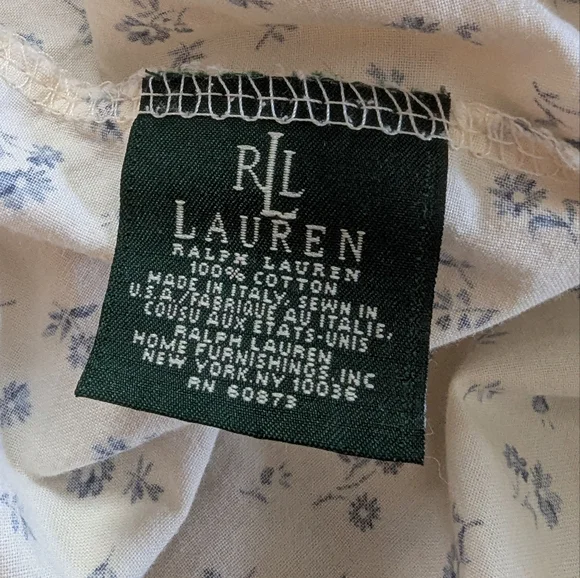 RLL
LAUREN
RALPH LAUREN
100% COTTON
MADE IN ITALY, SEWN IN
U.S.A./FABRIQUE AU ITALIE,
COUSU AUX ETATS-UNIS
RALPH LAUREN
HOME FURNISHINGS, INC
NEW YORK, NY 10036
RN 60873